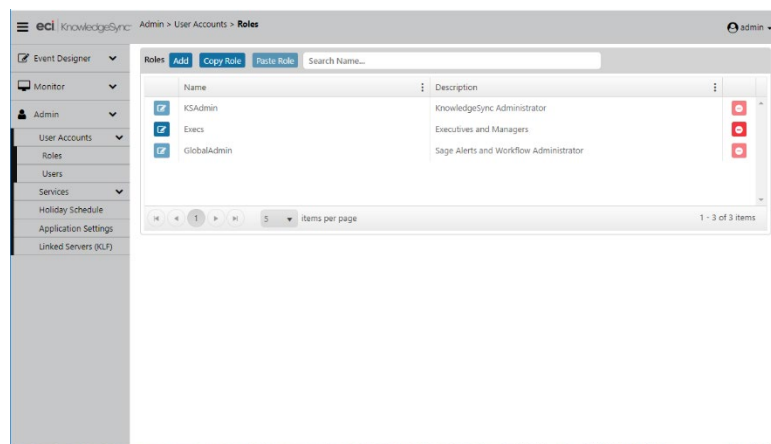 eci KnowledgeSync
Admin > User Accounts > Roles
admin
Event Designer
Monitor
Admin
User Accounts
Roles
Users
Services
Holiday Schedule
Application Settings
Linked Servers (KLF)
Roles Add Copy Role Paste Role Search Name...
Name Description
KSAdmin KnowledgeSync Administrator
Execs Executives and Managers
GlobalAdmin Sage Alerts and Workflow Administrator
1 5 items per page 1 - 3 of 3 items